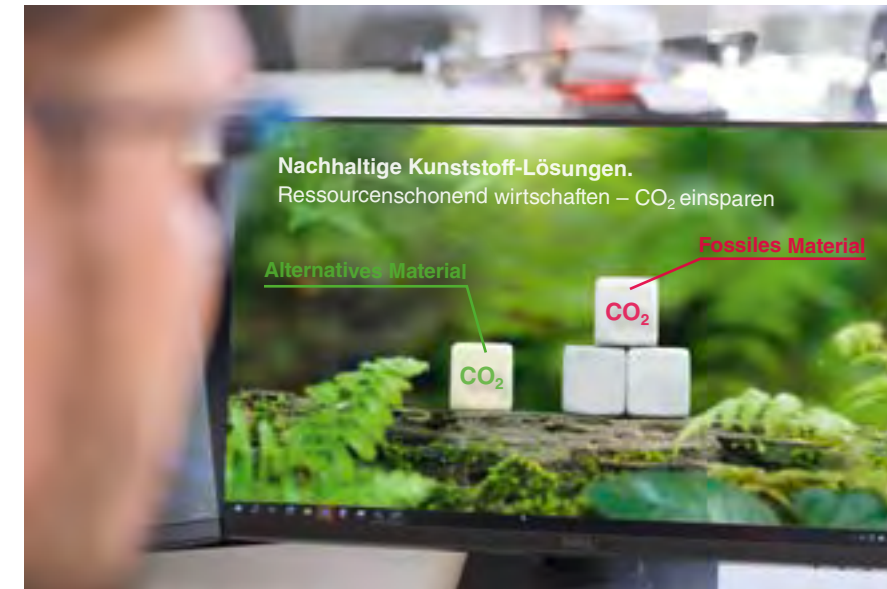 Nachhaltige Kunststoff-Lösungen.
Ressourcenschonend wirtschaften – CO₂ einsparen
Fossiles Material
Alternatives Material
CO₂
CO₂